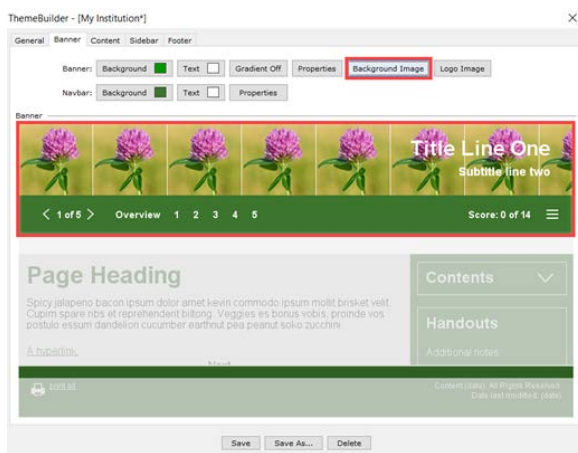 ThemeBuilder - [My Institution*]
General Banner Content Sidebar Footer
Banner: Background Text Gradient Off Properties Background Image Logo Image
Navbar: Background Text Properties
Banner
Title Line One
Subtitle line two
< 1 of 5 > Overview 1 2 3 4 5 Score: 0 of 14
Page Heading
Spicy jalapeno bacon ipsum dolor amet kevin commodo ipsum mollit brisket velit.
Cupim spare ribs et reprehenderit biltong. Veggies es bonus vobis, proinde vos
postulo essum dandelion cucumber earthnut pea peanut soko zucchini.
A hyperlink.
Next
Contents
Handouts
Additional notes
print all
Content (date). All Rights Reserved.
Date last modified: (date)
Save Save As... Delete